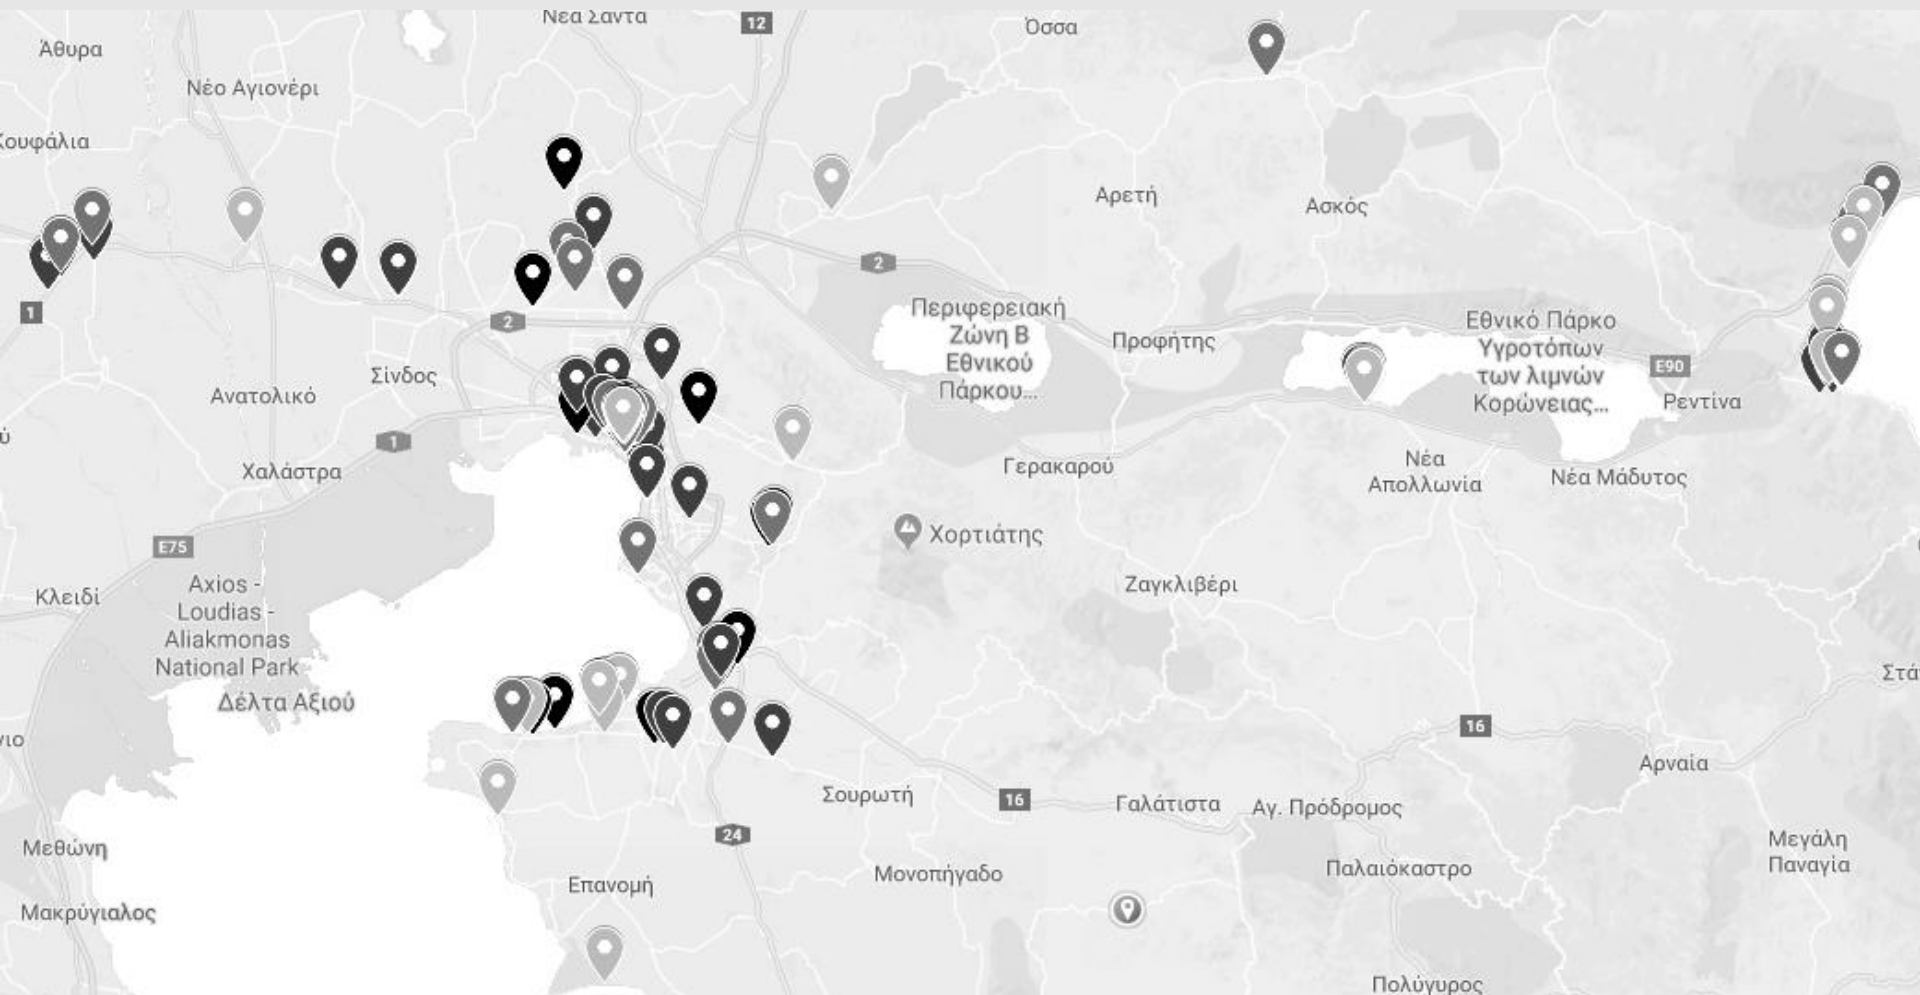 Νέα Σάντα
12
Όσσα
Άθυρα
Νέο Αγιονέρι
Κουφάλια
Αρετή
Ασκός
2
Περιφερειακή
Ζώνη Β
Εθνικού
Πάρκου...
Εθνικό Πάρκο
Υγροτόπων
των λιμνών
Κορώνειας...
1
2
Προφήτης
E90
Σίνδος
Ανατολικό
Ρεντίνα
1
Χαλάστρα
Γερακαρού
Νέα
Απολλωνία
Νέα Μάδυτος
Χορτιάτης
E75
Κλειδί
Axios -
Loudias -
Aliakmonas
National Park
Ζαγκλιβέρι
Δέλτα Αξιού
16
Αρναία
Σουρωτή
16
Γαλάτιστα
Αγ. Πρόδρομος
24
Μεθώνη
Μεγάλη
Παναγία
Επανομή
Μονοπήγαδο
Παλαιόκαστρο
Μακρύγιαλος
Πολύγυρος